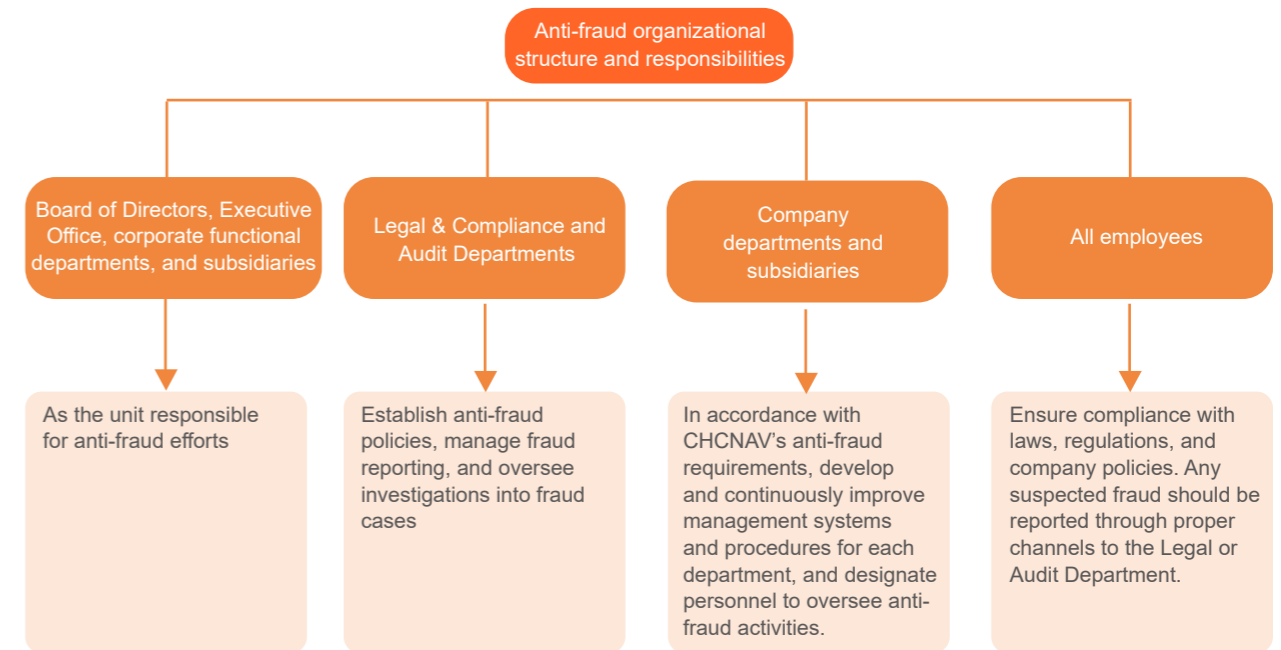 Anti-fraud organizational
structure and responsibilities
Board of Directors, Executive
Office, corporate functional
departments, and subsidiaries
Legal & Compliance and
Audit Departments
Company
departments and
subsidiaries
All employees
As the unit responsible
for anti-fraud efforts
Establish anti-fraud
policies, manage fraud
reporting, and oversee
investigations into fraud
cases
In accordance with
CHCNAV’s anti-fraud
requirements, develop
and continuously improve
management systems
and procedures for each
department, and designate
personnel to oversee anti-
fraud activities.
Ensure compliance with
laws, regulations, and
company policies. Any
suspected fraud should be
reported through proper
channels to the Legal or
Audit Department.